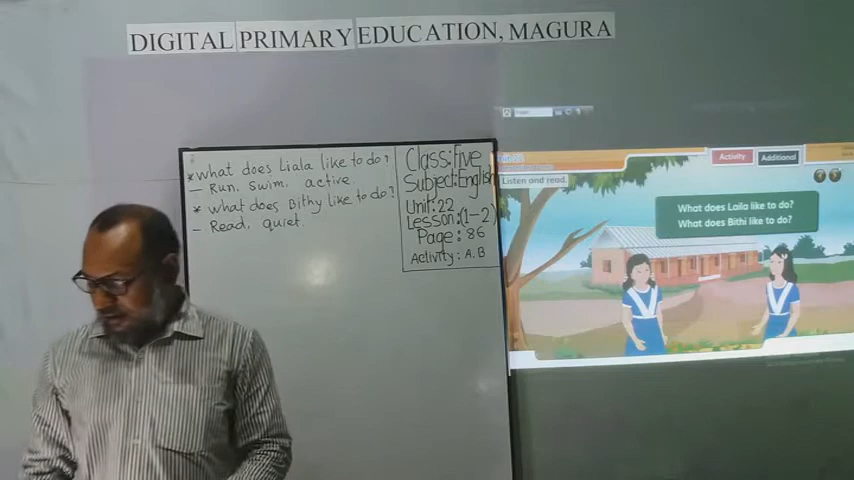 DIGITAL PRIMARY EDUCATION, MAGURA
*What does Liala like to do?
- Run, swim, active.
* What does Bithy like to do?
- Read, quiet.
Class: Five
Subject: English
Unit: 22
Lesson: (1-2)
Page: 86
Activity: A. B
Activity
Additional
Listen and read.
What does Laila like to do?
What does Bithi like to do?